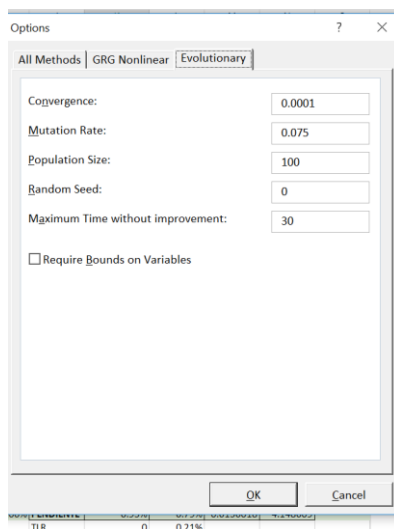 Options ? ×
All Methods GRG Nonlinear Evolutionary
Convergence: 0.0001
Mutation Rate: 0.075
Population Size: 100
Random Seed: 0
Maximum Time without improvement: 30
Require Bounds on Variables
OK Cancel
TLR 0 0.21%